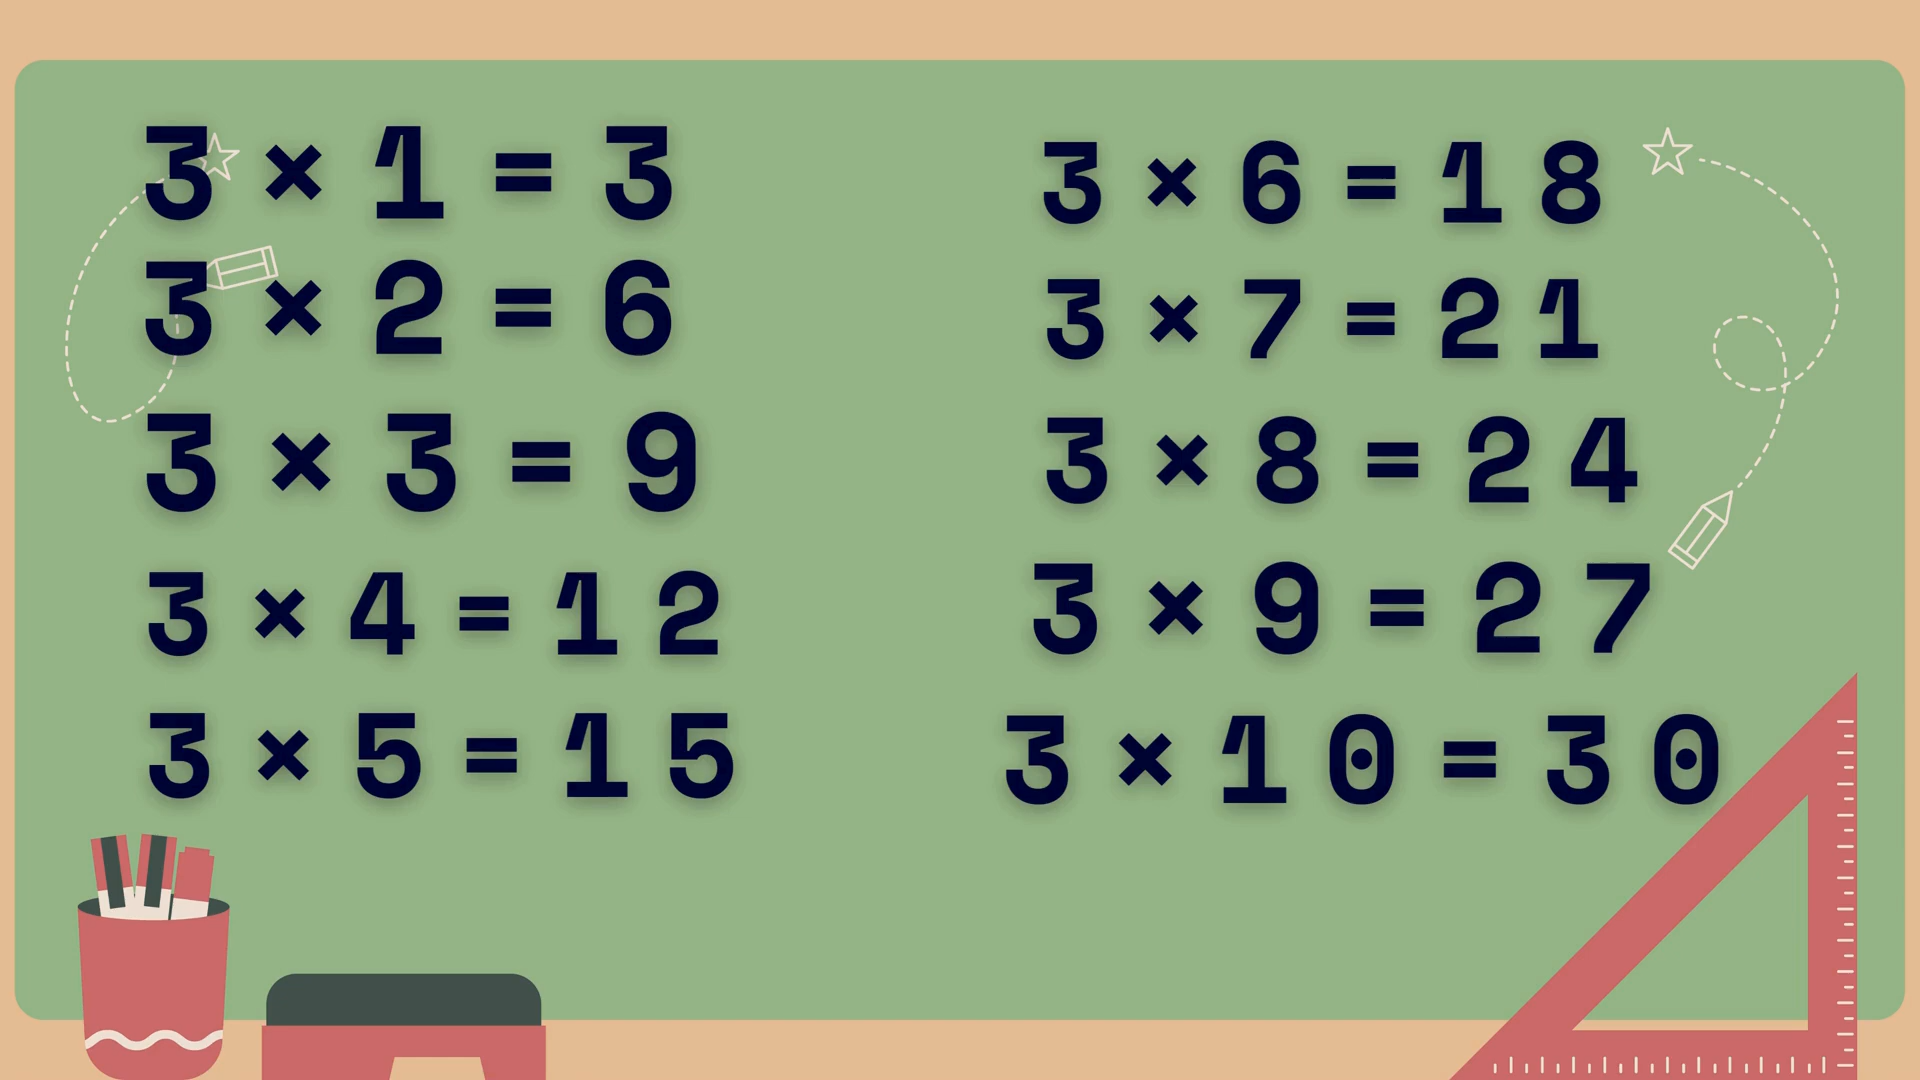 3 × 1 = 3
3 × 2 = 6
3 × 3 = 9
3 × 4 = 12
3 × 5 = 15
3 × 6 = 18
3 × 7 = 21
3 × 8 = 24
3 × 9 = 27
3 × 10 = 30